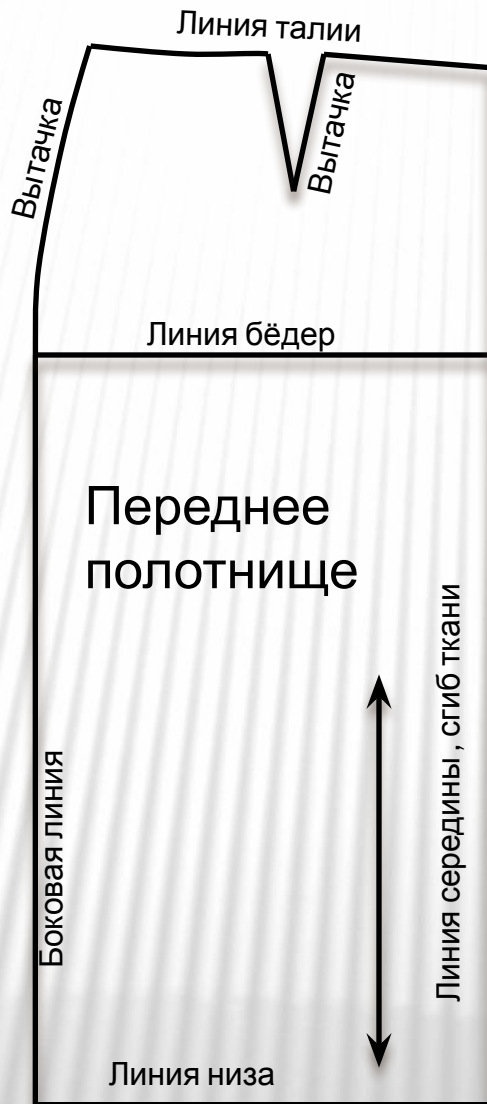 Линия талии
Вытачка
Вытачка
Линия бёдер
Переднее
полотнище
Боковая линия
Линия середины , сгиб ткани
Линия низа